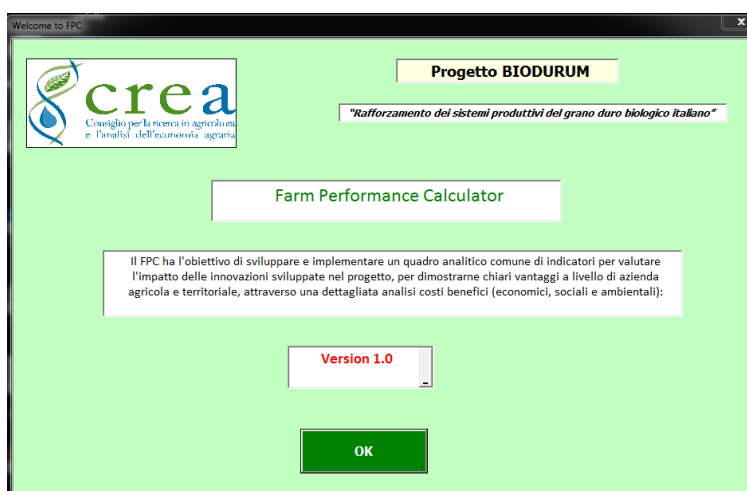 Welcome to FPC
x
crea
Consiglio per la ricerca in agricoltura
e l'analisi dell'economia agraria
Progetto BIODURUM
"Rafforzamento dei sistemi produttivi del grano duro biologico italiano"
Farm Performance Calculator
Il FPC ha l'obiettivo di sviluppare e implementare un quadro analitico comune di indicatori per valutare
l'impatto delle innovazioni sviluppate nel progetto, per dimostrarne chiari vantaggi a livello di azienda
agricola e territoriale, attraverso una dettagliata analisi costi benefici (economici, sociali e ambientali):
Version 1.0
OK